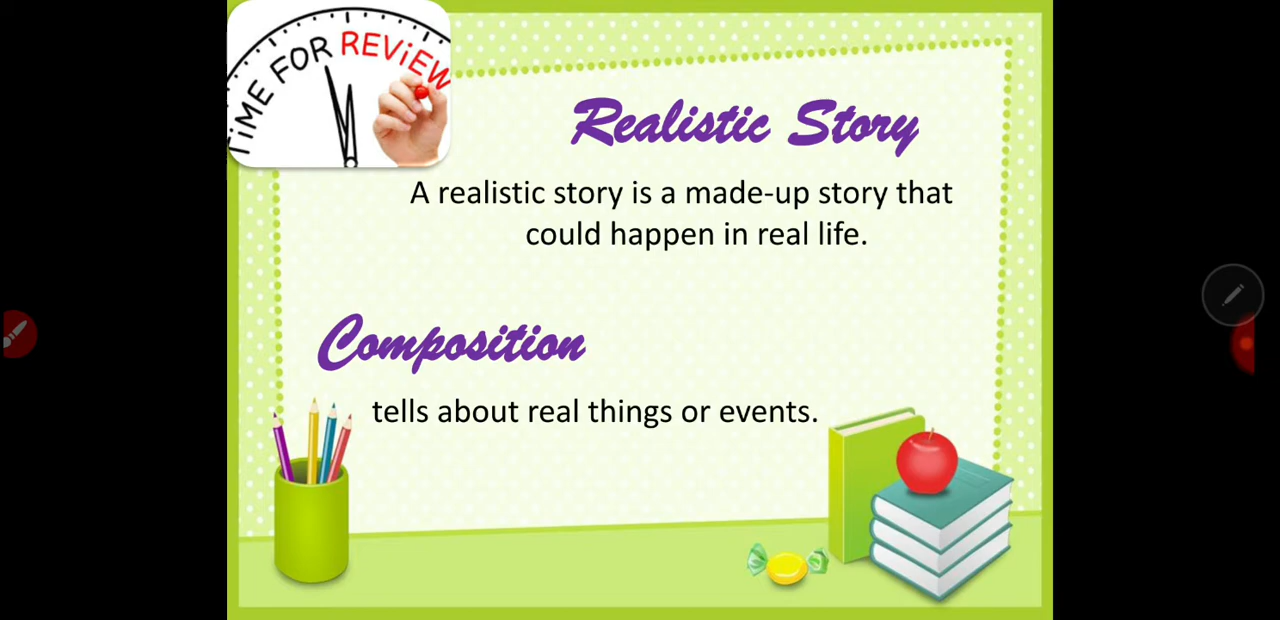 TiME FOR REViEW
Realistic Story
A realistic story is a made-up story that
could happen in real life.
Composition
tells about real things or events.